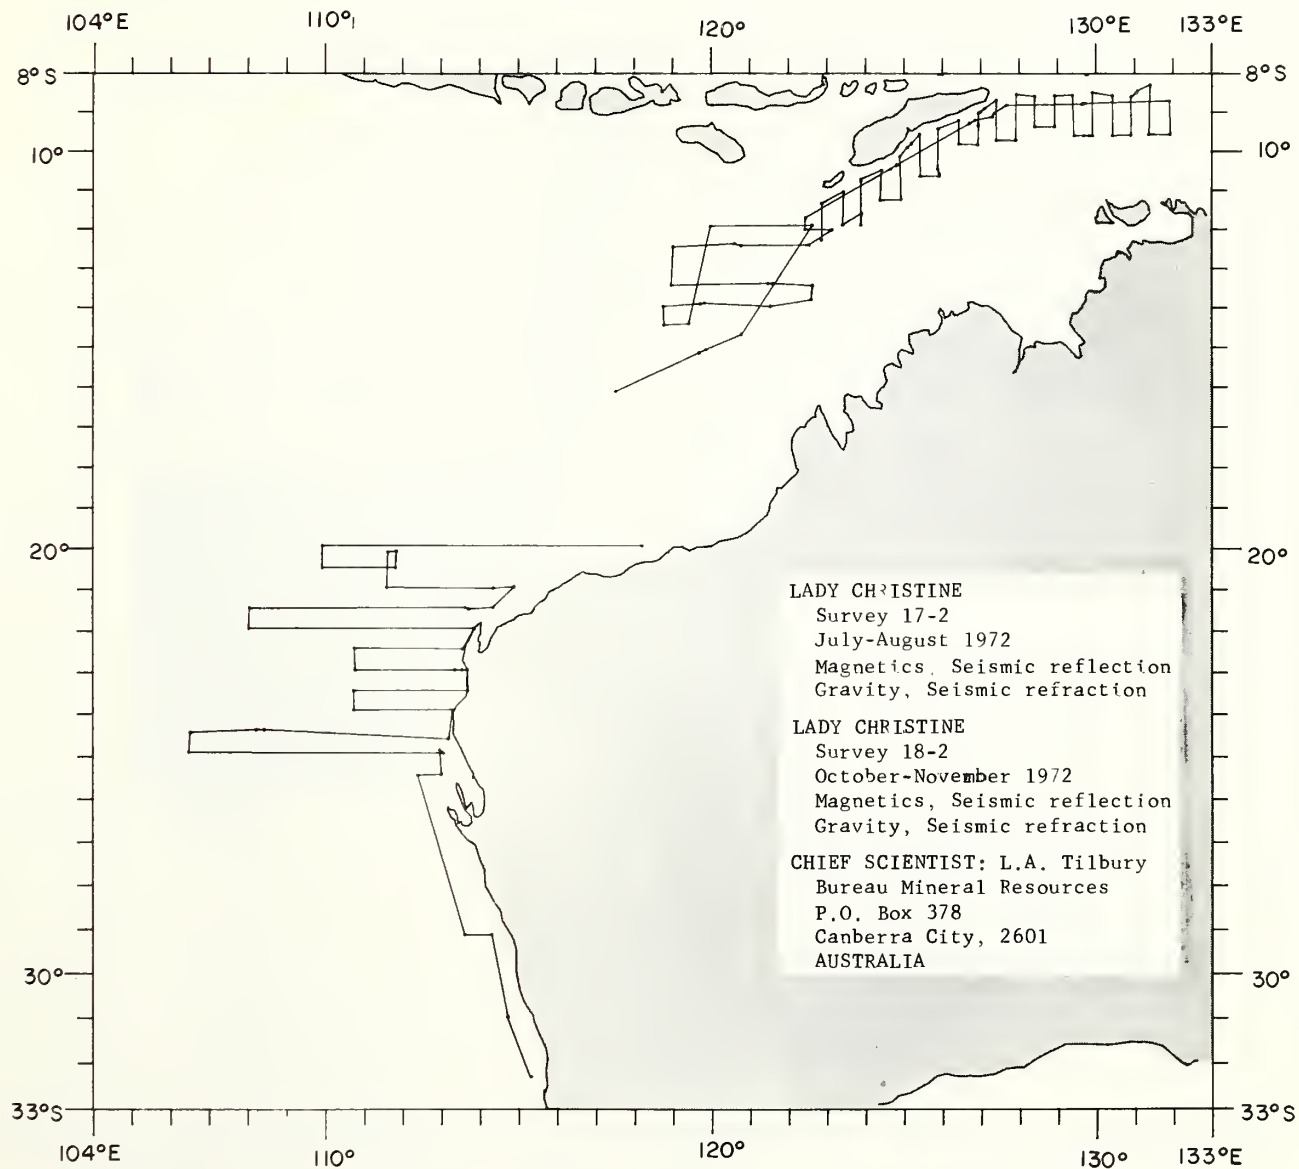 104°E 110° 120° 130°E 133°E
8°S 8°S
10° 10°
20° 20°
LADY CHRISTINE
Survey 17-2
July-August 1972
Magnetics, Seismic reflection
Gravity, Seismic refraction
LADY CHRISTINE
Survey 18-2
October-November 1972
Magnetics, Seismic reflection
Gravity, Seismic refraction
CHIEF SCIENTIST: L.A. Tilbury
Bureau Mineral Resources
P.O. Box 378
Canberra City, 2601
AUSTRALIA
30° 30°
33°S 33°S
104°E 110° 120° 130° 133°E